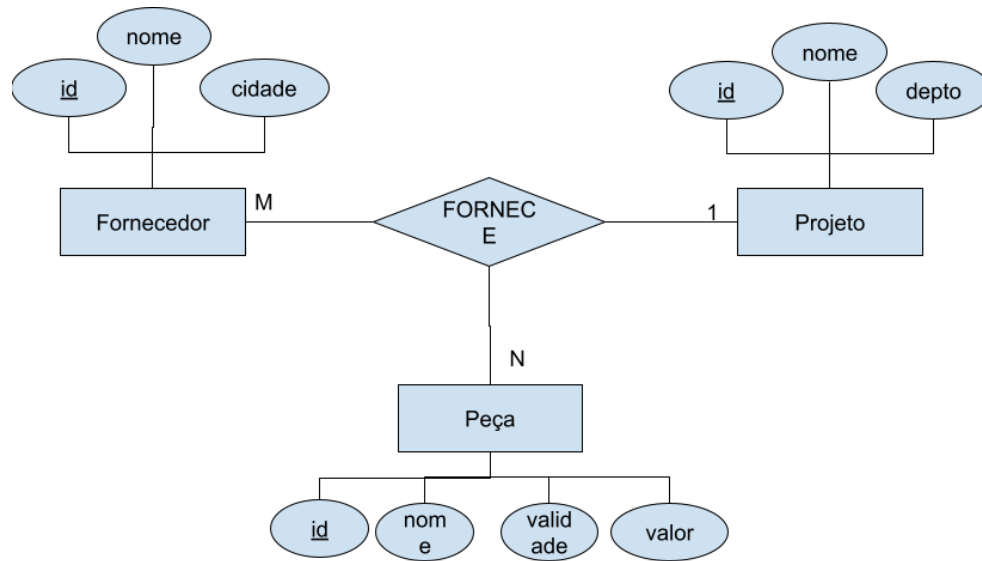 nome
id
cidade
nome
id
depto
Fornecedor
M
FORNEC
E
1
Projeto
N
Peça
id
nom
e
valid
ade
valor